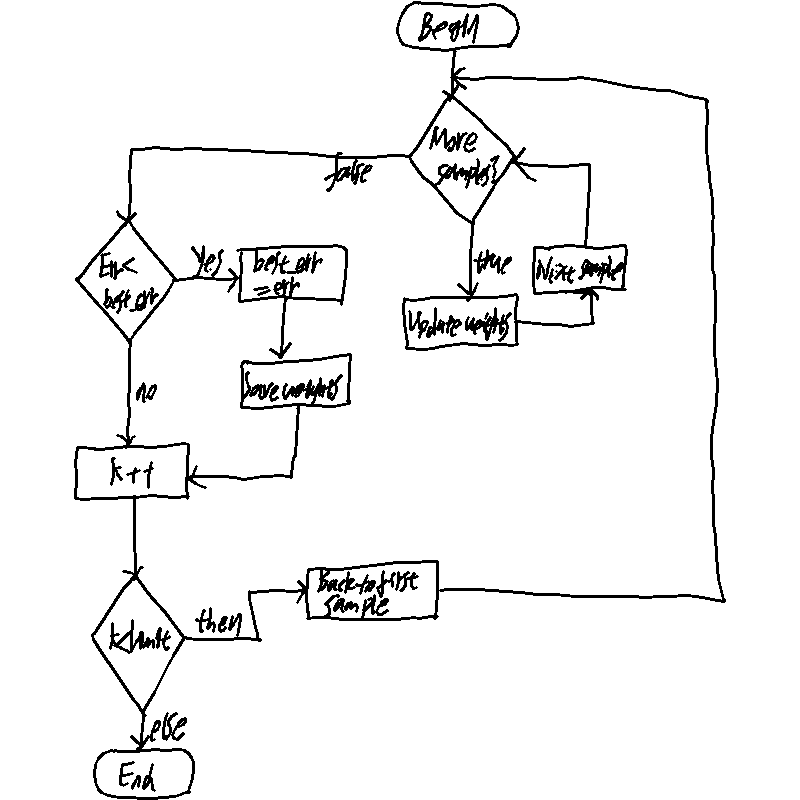 Begin
More
samples?
false
true
Next sample
Update weights
Err<
best_err
Yes
best_err
=err
Save weights
no
k++
k<limit
then
Back to first
sample
else
End